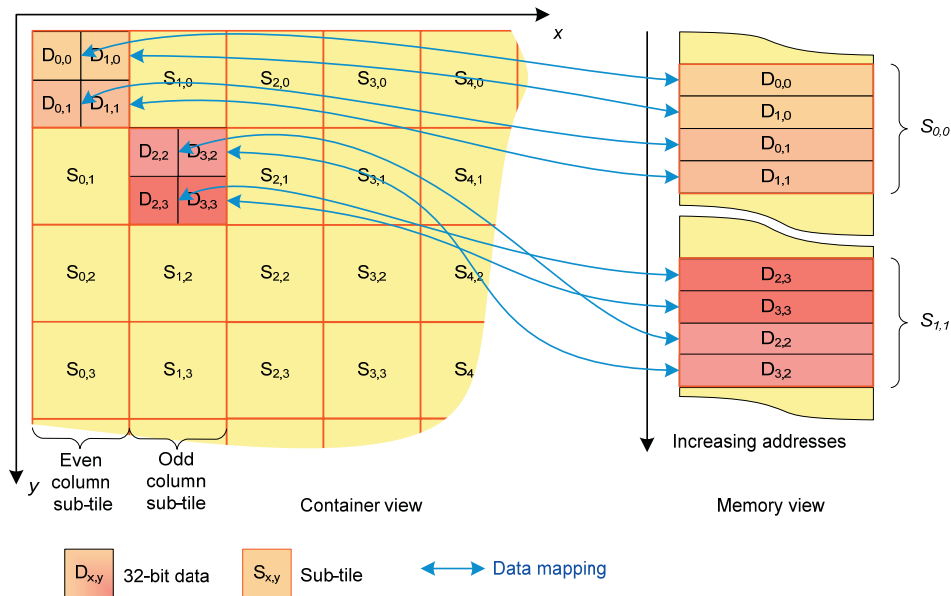 x
D0,0 D1,0 S1,0 S2,0 S3,0 S4,0
D0,1 D1,1
S0,1 D2,2 D3,2 S2,1 S3,1 S4,1
D2,3 D3,3
S0,2 S1,2 S2,2 S3,2 S4,2
S0,3 S1,3 S2,3 S3,3 S4
y
Even
column
sub-tile
Odd
column
sub-tile
Container view
D0,0
D1,0
D0,1
D1,1
S0,0
D2,3
D3,3
D2,2
D3,2
S1,1
Increasing addresses
Memory view
Dx,y 32-bit data
Sx,y Sub-tile
Data mapping